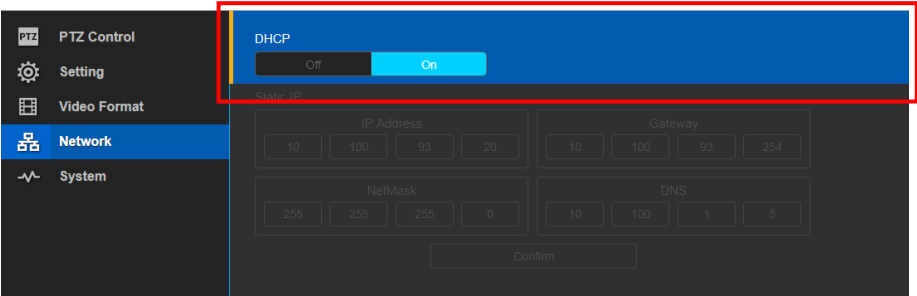 PTZ
PTZ Control
Setting
Video Format
Network
System
DHCP
Off
On
Static IP
IP Address
10 100 93 20
Gateway
10 100 93 254
NetMask
255 255 255 0
DNS
10 100 1 5
Confirm